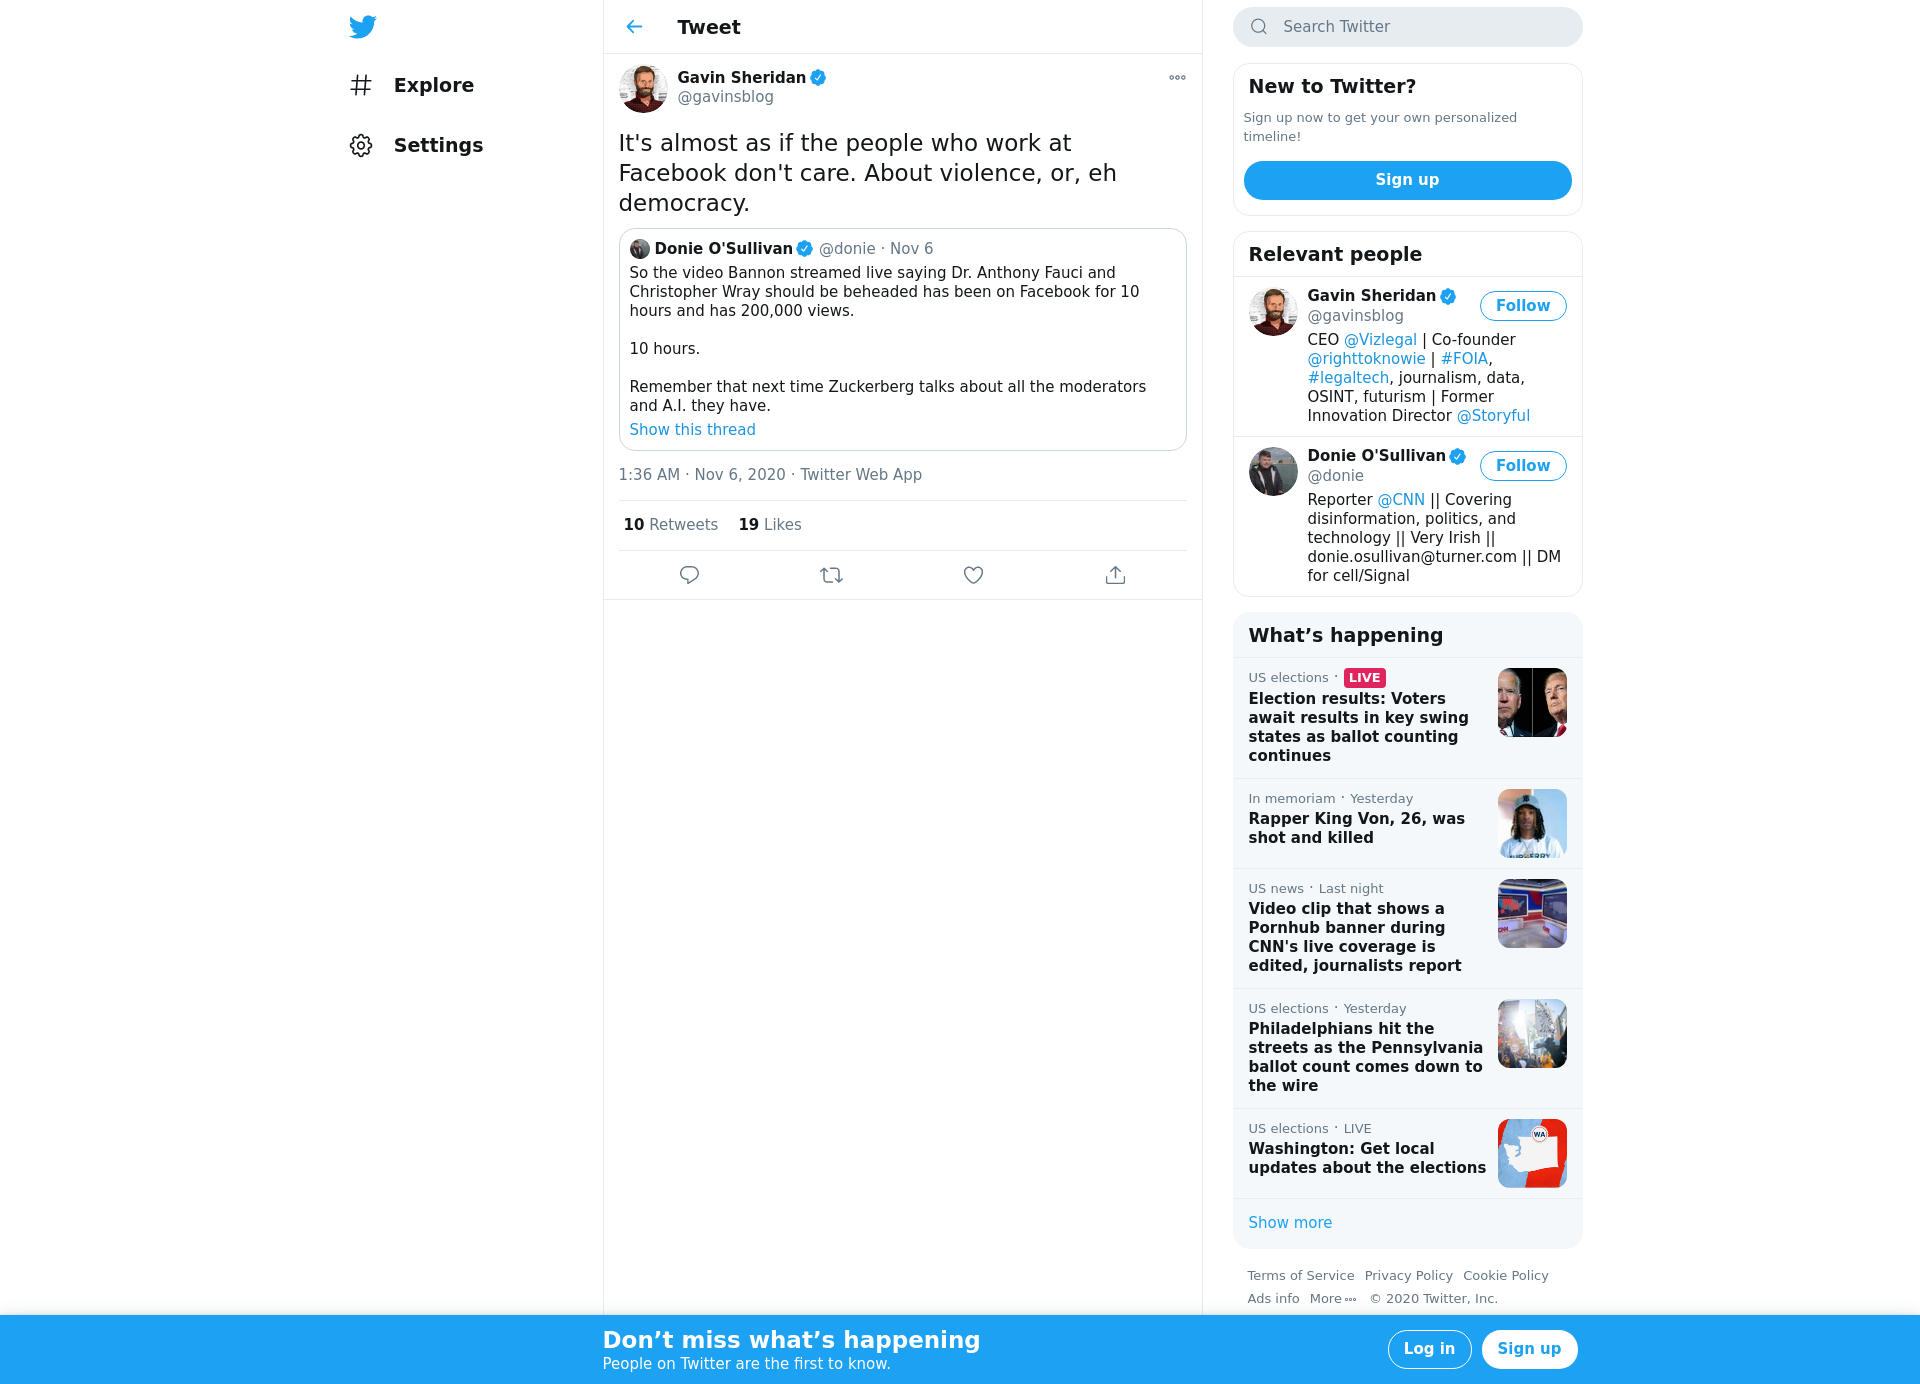 Explore
Settings
Tweet
Gavin Sheridan
@gavinsblog
It's almost as if the people who work at
Facebook don't care. About violence, or, eh
democracy.
Donie O'Sullivan @donie · Nov 6
So the video Bannon streamed live saying Dr. Anthony Fauci and
Christopher Wray should be beheaded has been on Facebook for 10
hours and has 200,000 views.
10 hours.
Remember that next time Zuckerberg talks about all the moderators
and A.I. they have.
Show this thread
1:36 AM · Nov 6, 2020 · Twitter Web App
10 Retweets 19 Likes
Search Twitter
New to Twitter?
Sign up now to get your own personalized
timeline!
Sign up
Relevant people
Gavin Sheridan
@gavinsblog
Follow
CEO @Vizlegal | Co-founder
@righttoknowie | #FOIA,
#legaltech, journalism, data,
OSINT, futurism | Former
Innovation Director @Storyful
Donie O'Sullivan
@donie
Follow
Reporter @CNN || Covering
disinformation, politics, and
technology || Very Irish ||
donie.osullivan@turner.com || DM
for cell/Signal
What’s happening
US elections · LIVE
Election results: Voters
await results in key swing
states as ballot counting
continues
In memoriam · Yesterday
Rapper King Von, 26, was
shot and killed
US news · Last night
Video clip that shows a
Pornhub banner during
CNN's live coverage is
edited, journalists report
US elections · Yesterday
Philadelphians hit the
streets as the Pennsylvania
ballot count comes down to
the wire
US elections · LIVE
Washington: Get local
updates about the elections
WA
Show more
Terms of Service Privacy Policy Cookie Policy
Ads info More © 2020 Twitter, Inc.
Don’t miss what’s happening
People on Twitter are the first to know.
Log in
Sign up